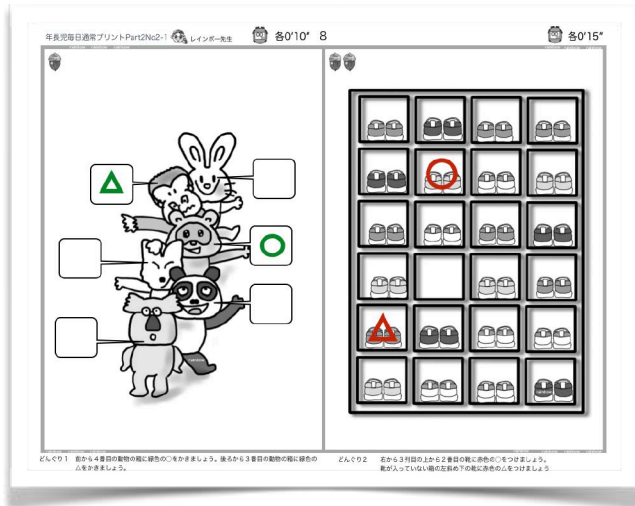 年長児毎日通常プリントPart2No2-1 レインボー先生 各0'10" 8
各0'15"
どんぐり1 前から4番目の動物の箱に緑色の○をかきましょう。後ろから3番目の動物の箱に緑色の
△をかきましょう。
どんぐり2 右から3列目の上から2番目の靴に赤色の○をつけましょう。
靴が入っていない箱の左斜め下の靴に赤色の△をつけましょう